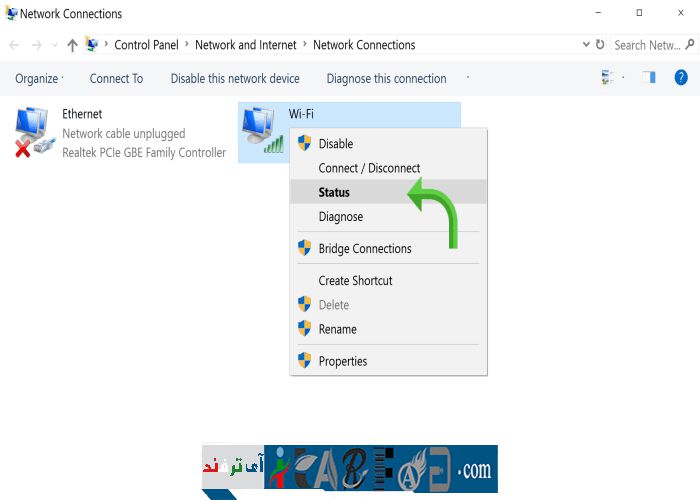 Network Connections
Control Panel > Network and Internet > Network Connections
Search Netw...
Organize
Connect To
Disable this network device
Diagnose this connection
Ethernet
Network cable unplugged
Realtek PCIe GBE Family Controller
Wi-Fi
Disable
Connect / Disconnect
Status
Diagnose
Bridge Connections
Create Shortcut
Delete
Rename
Properties
آی ترفند
.com